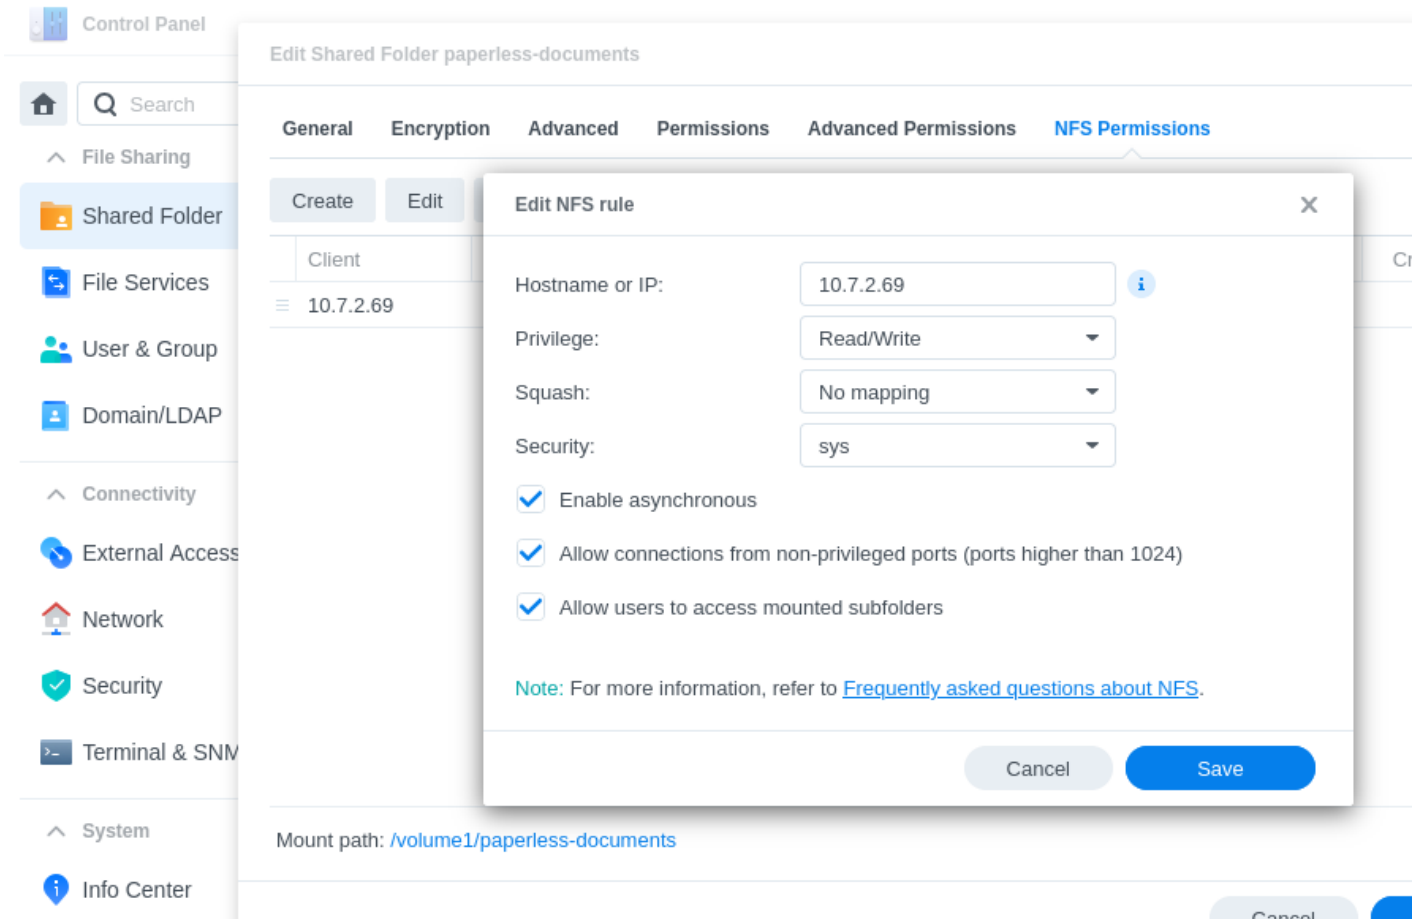 Control Panel
Edit Shared Folder paperless-documents
Search
General Encryption Advanced Permissions Advanced Permissions NFS Permissions
File Sharing
Shared Folder
File Services
User & Group
Domain/LDAP
Connectivity
External Access
Network
Security
Terminal & SNM
System
Info Center
Create Edit
Client Cr
10.7.2.69
Edit NFS rule
Hostname or IP: 10.7.2.69
Privilege: Read/Write
Squash: No mapping
Security: sys
Enable asynchronous
Allow connections from non-privileged ports (ports higher than 1024)
Allow users to access mounted subfolders
Note: For more information, refer to Frequently asked questions about NFS.
Cancel Save
Mount path: /volume1/paperless-documents
Cancel